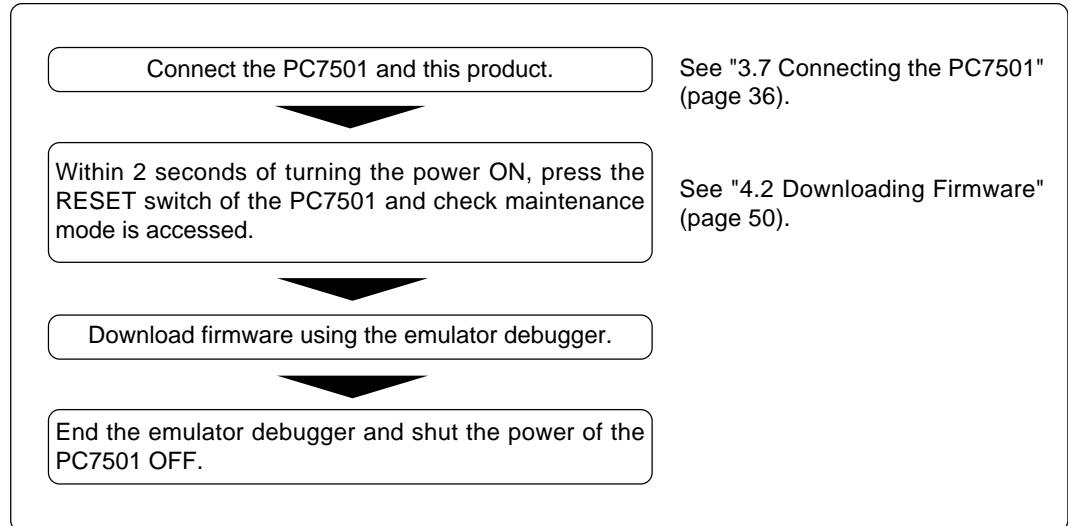 Connect the PC7501 and this product.
See "3.7 Connecting the PC7501"
(page 36).
Within 2 seconds of turning the power ON, press the
RESET switch of the PC7501 and check maintenance
mode is accessed.
See "4.2 Downloading Firmware"
(page 50).
Download firmware using the emulator debugger.
End the emulator debugger and shut the power of the
PC7501 OFF.